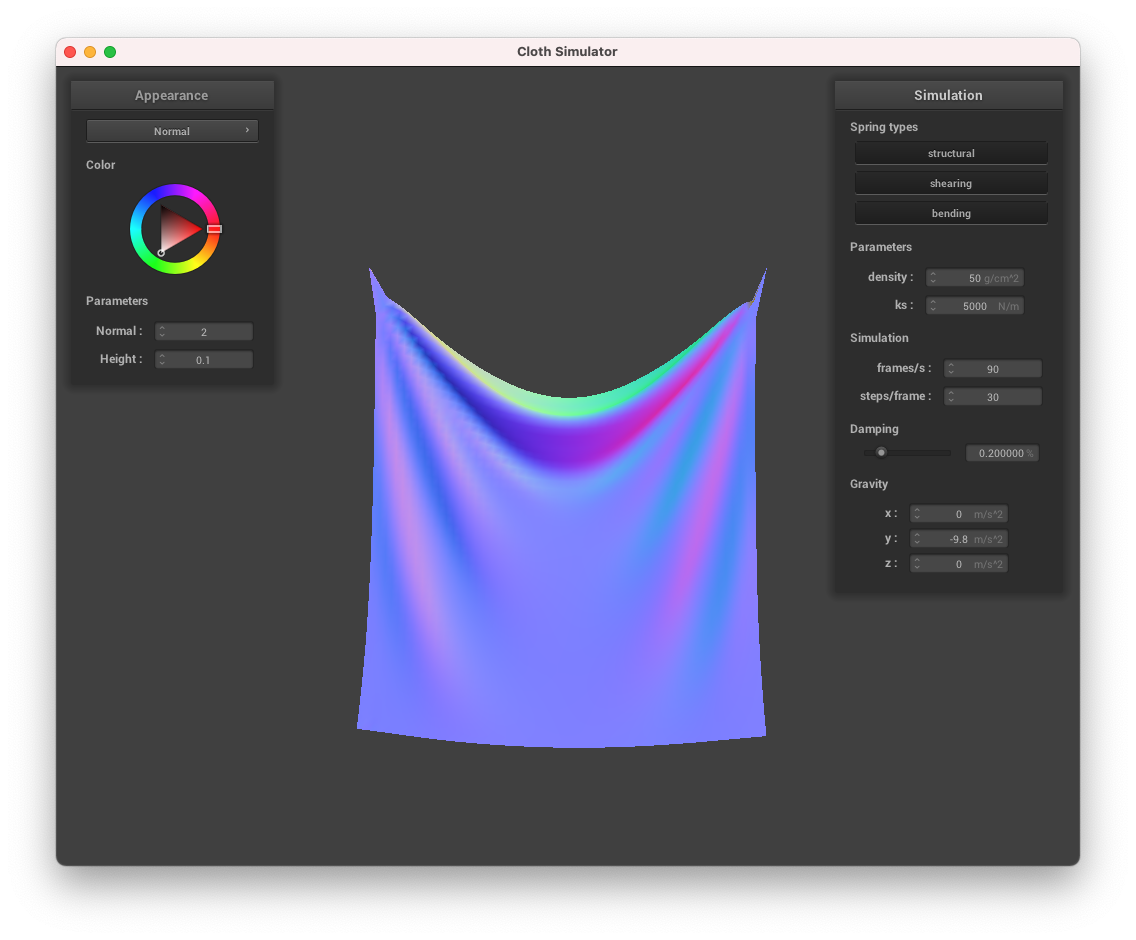 Cloth Simulator
Appearance
Normal ›
Color
Parameters
Normal : 2
Height : 0.1
Simulation
Spring types
structural
shearing
bending
Parameters
density : 50 g/cm^2
ks : 5000 N/m
Simulation
frames/s : 90
steps/frame : 30
Damping
0.200000 %
Gravity
x : 0 m/s^2
y : -9.8 m/s^2
z : 0 m/s^2